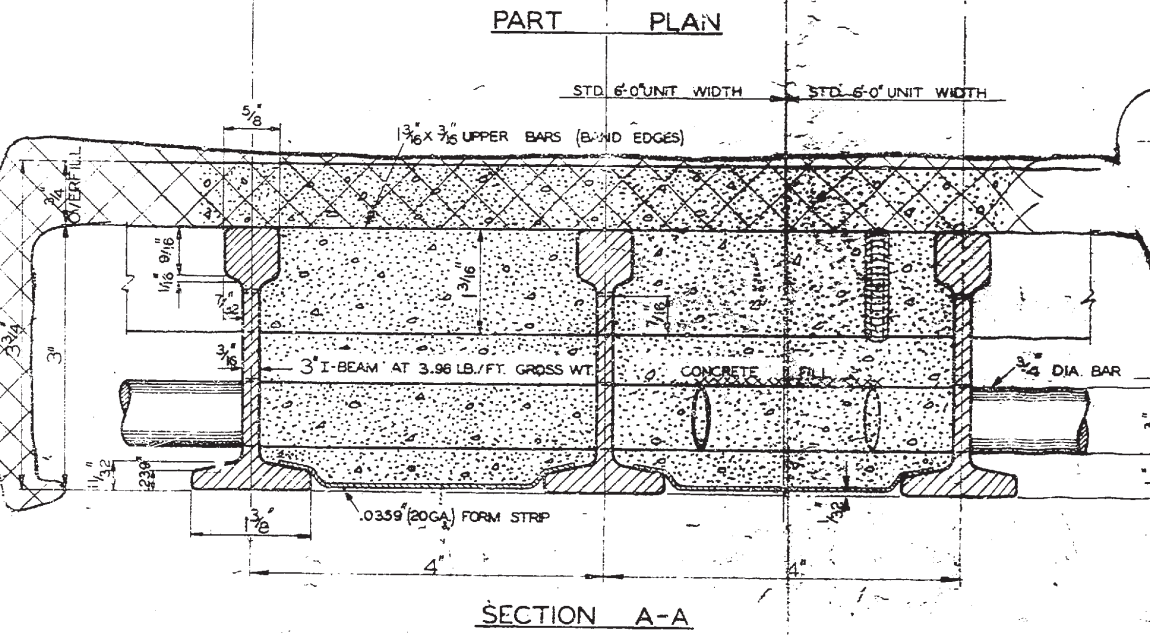 PART PLAN
STD. 6'-0" UNIT WIDTH
STD. 6'-0" UNIT WIDTH
5/8"
1 3/16" x 3/16" UPPER BARS (BAND EDGES)
3/4" OVERFILL
9/16"
1/16"
1 3/16"
7/16"
3 3/4"
3"
3/16"
3" I-BEAM AT 3.96 LB./FT. GROSS WT.
CONCRETE FILL
3/4" DIA. BAR
11/32
.0359" (20GA.) FORM STRIP
1/32"
1 3/8"
4"
4"
1"
SECTION A-A